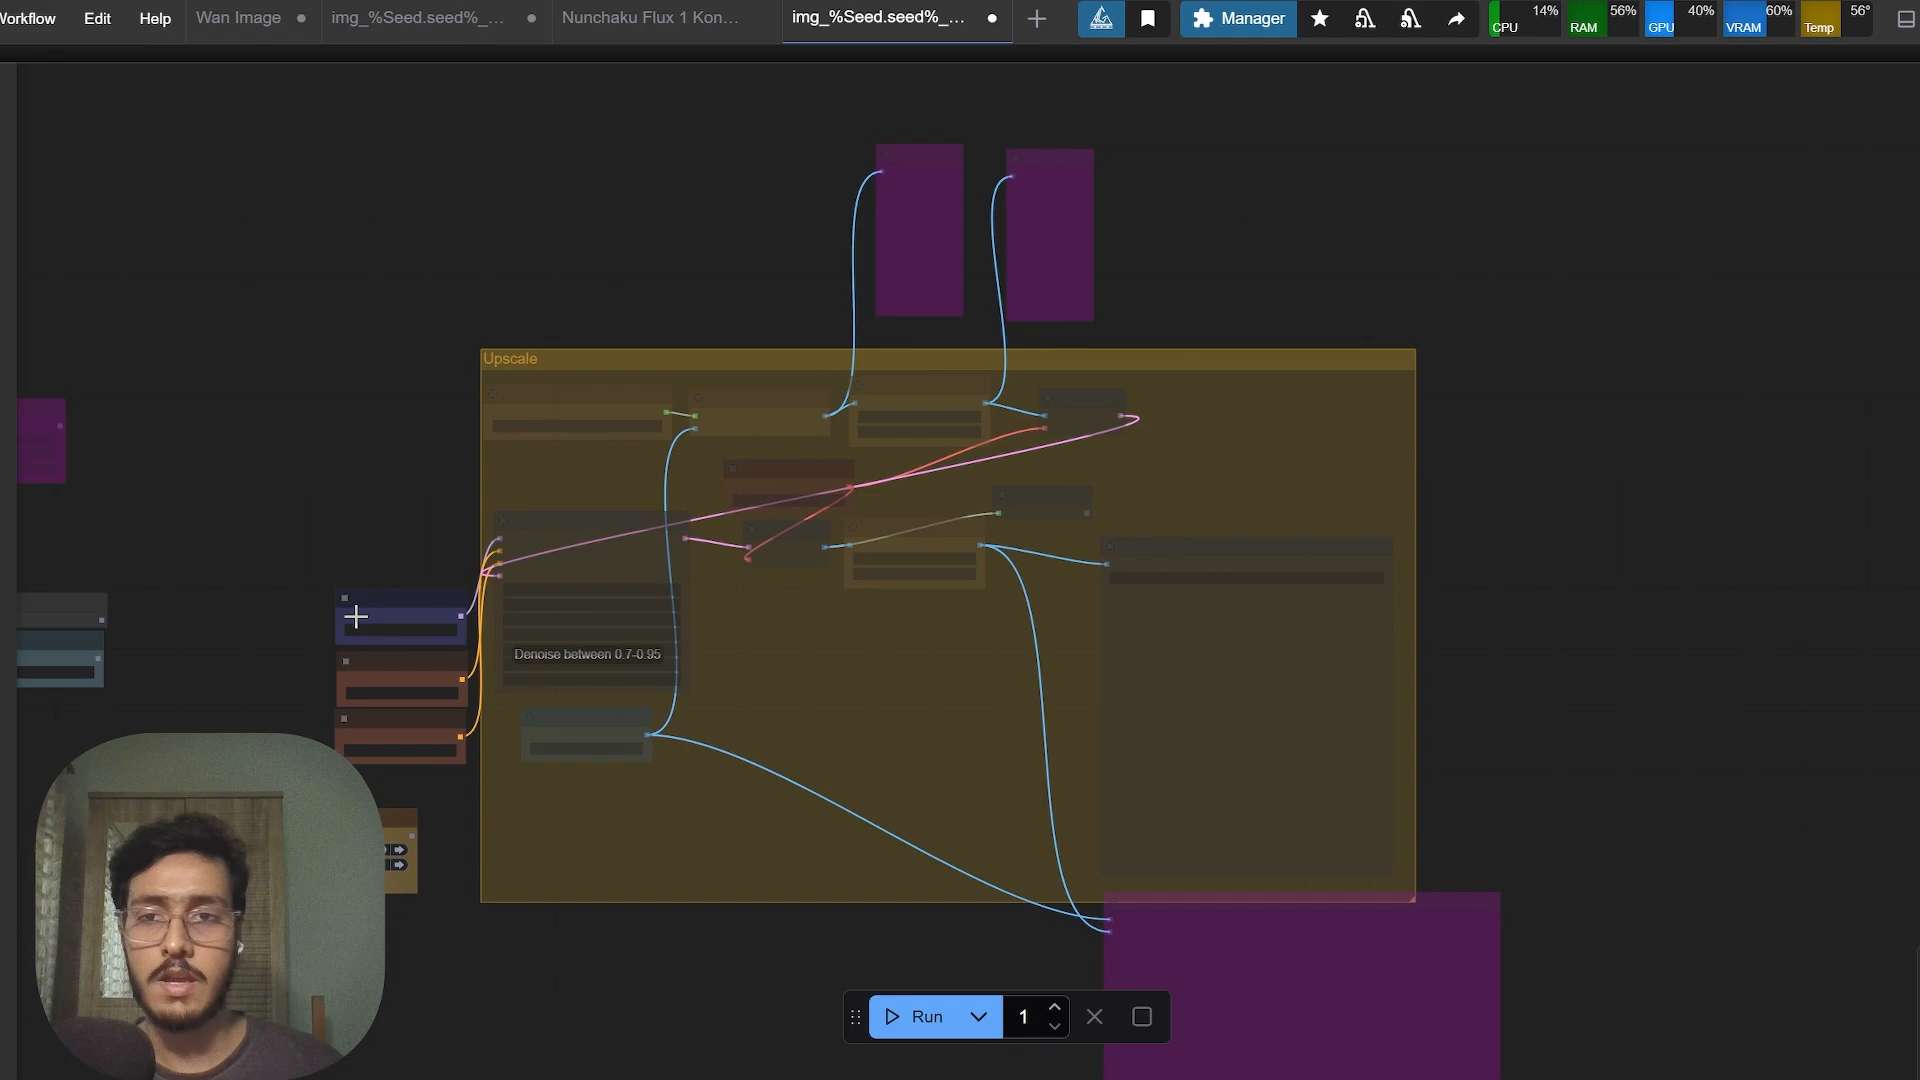 Workflow
Edit
Help
Wan Image
img_%Seed.seed%_...
Nunchaku Flux 1 Kon...
img_%Seed.seed%_...
Manager
14%
CPU
56%
RAM
40%
GPU
60%
VRAM
56°
Temp
Upscale
Denoise between 0.7-0.95
Run
1